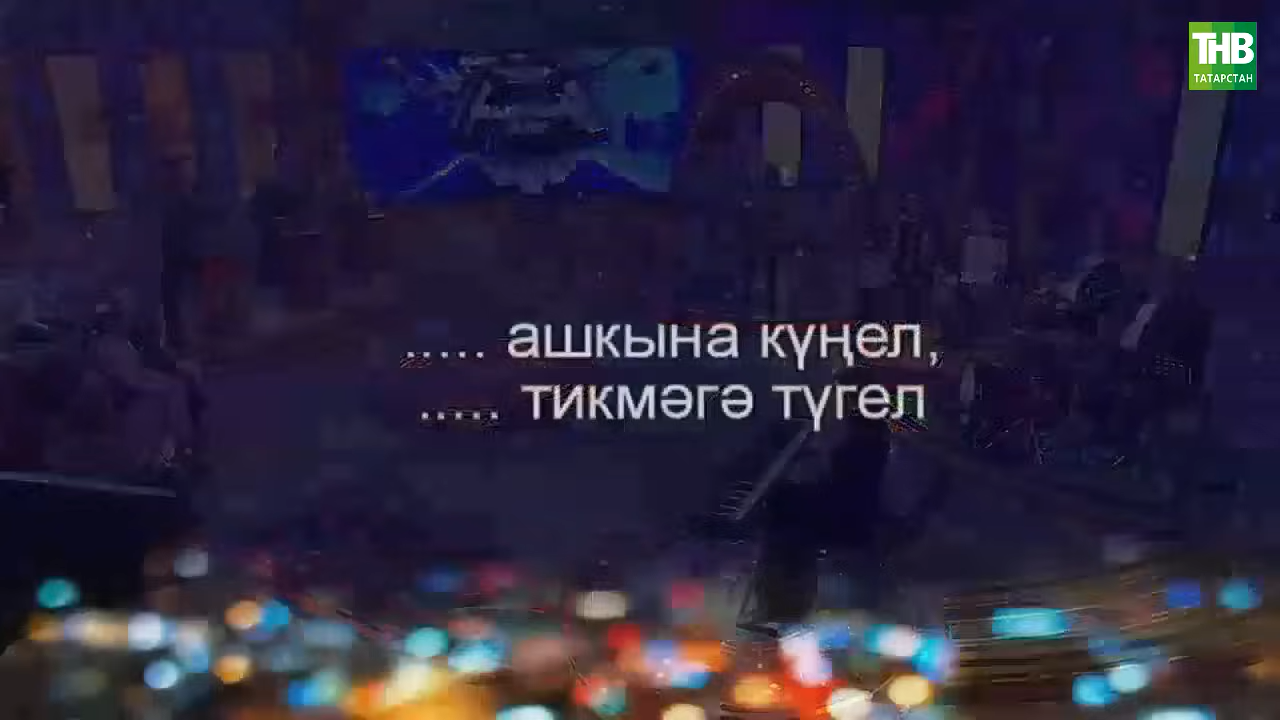 ТНВ
ТАТАРСТАН
..... ашкына күңел,
..... тикмәгә түгел